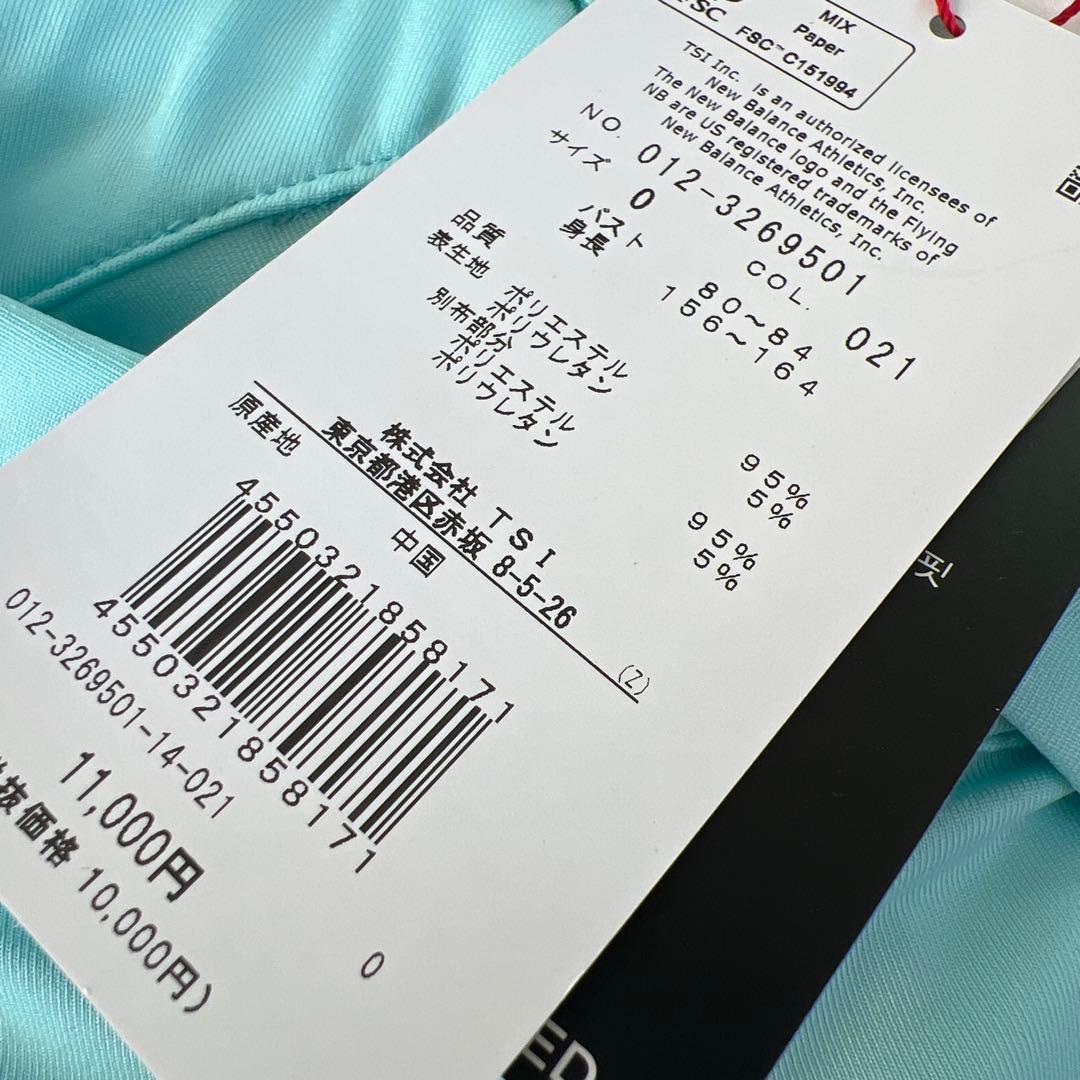 FSC
MIX
Paper
FSC™ C151994
TSI Inc. is an authorized licensees of
New Balance Athletics, Inc.
The New Balance logo and the Flying
NB are US registered trademarks of
New Balance Athletics, Inc.
NO. 012-3269501
サイズ 0 COL. 021
バスト 80～84
身長 156～164
品質
表生地
ポリエステル 95%
ポリウレタン 5%
別布部分
ポリエステル 95%
ポリウレタン 5%
株式会社 TSI
東京都港区赤坂 8-5-26
原産地 中国 (Z)
4550321858171
4550321858171
012-3269501-14-021
11,000円
抜価格 10,000円)
0
핏
ED